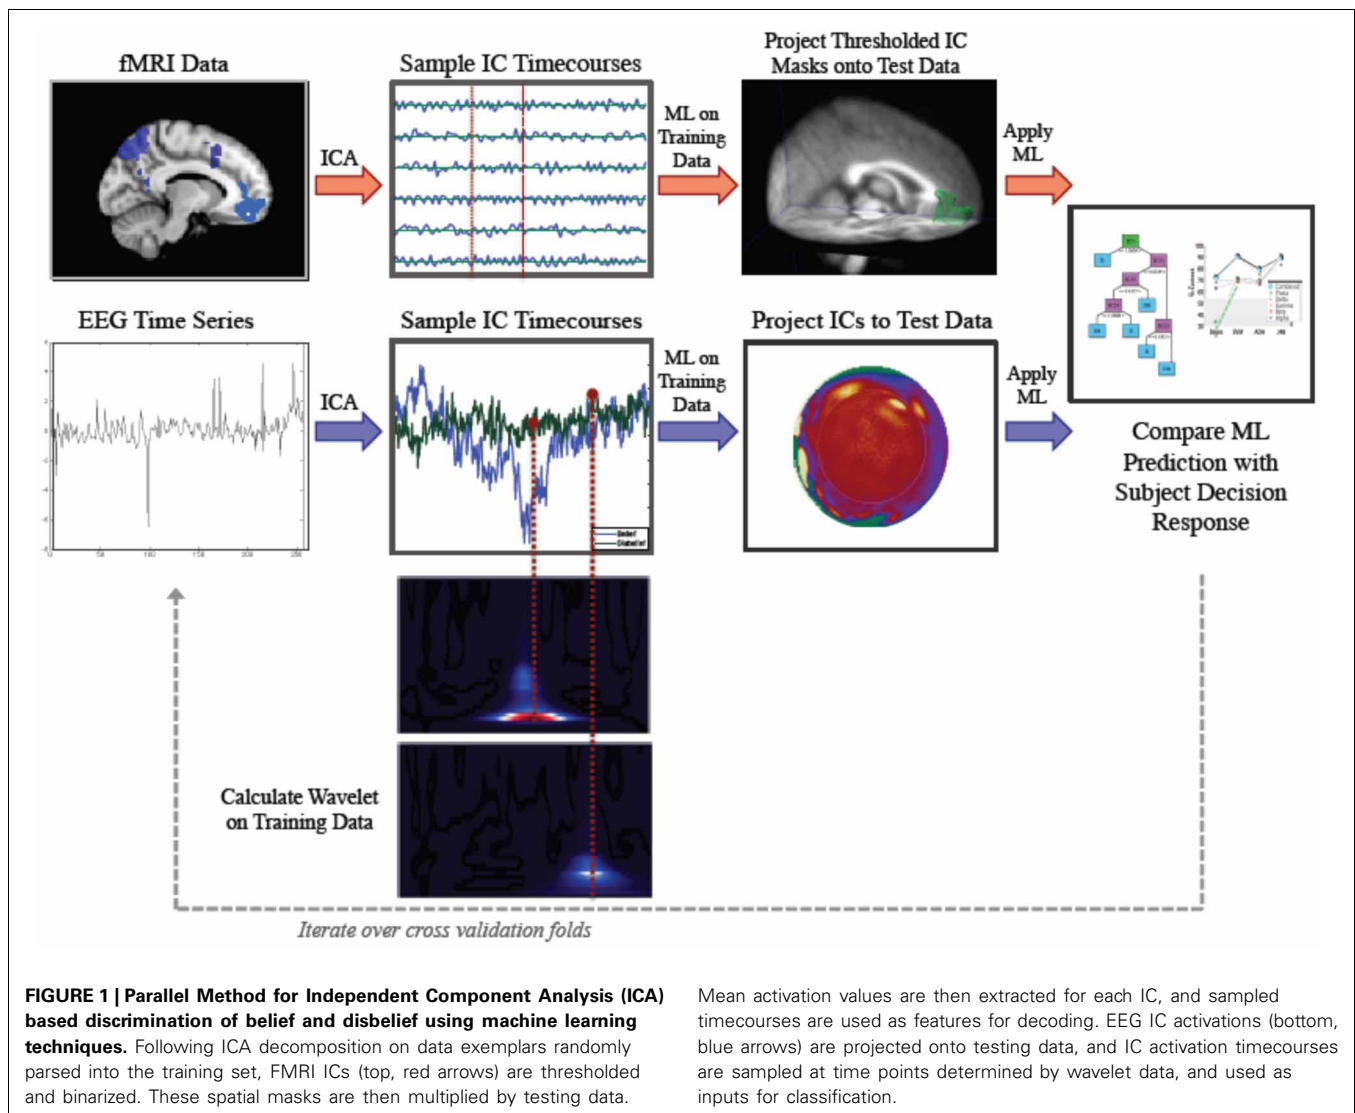 fMRI Data
ICA
Sample IC Timecourses
ML on
Training
Data
Project Thresholded IC
Masks onto Test Data
Apply
ML
EEG Time Series
ICA
Sample IC Timecourses
Belief
Disbelief
ML on
Training
Data
Project ICs to Test Data
Apply
ML
Compare ML
Prediction with
Subject Decision
Response
Calculate Wavelet
on Training Data
Iterate over cross validation folds
FIGURE 1 | Parallel Method for Independent Component Analysis (ICA)
based discrimination of belief and disbelief using machine learning
techniques. Following ICA decomposition on data exemplars randomly
parsed into the training set, FMRI ICs (top, red arrows) are thresholded
and binarized. These spatial masks are then multiplied by testing data.
Mean activation values are then extracted for each IC, and sampled
timecourses are used as features for decoding. EEG IC activations (bottom,
blue arrows) are projected onto testing data, and IC activation timecourses
are sampled at time points determined by wavelet data, and used as
inputs for classification.